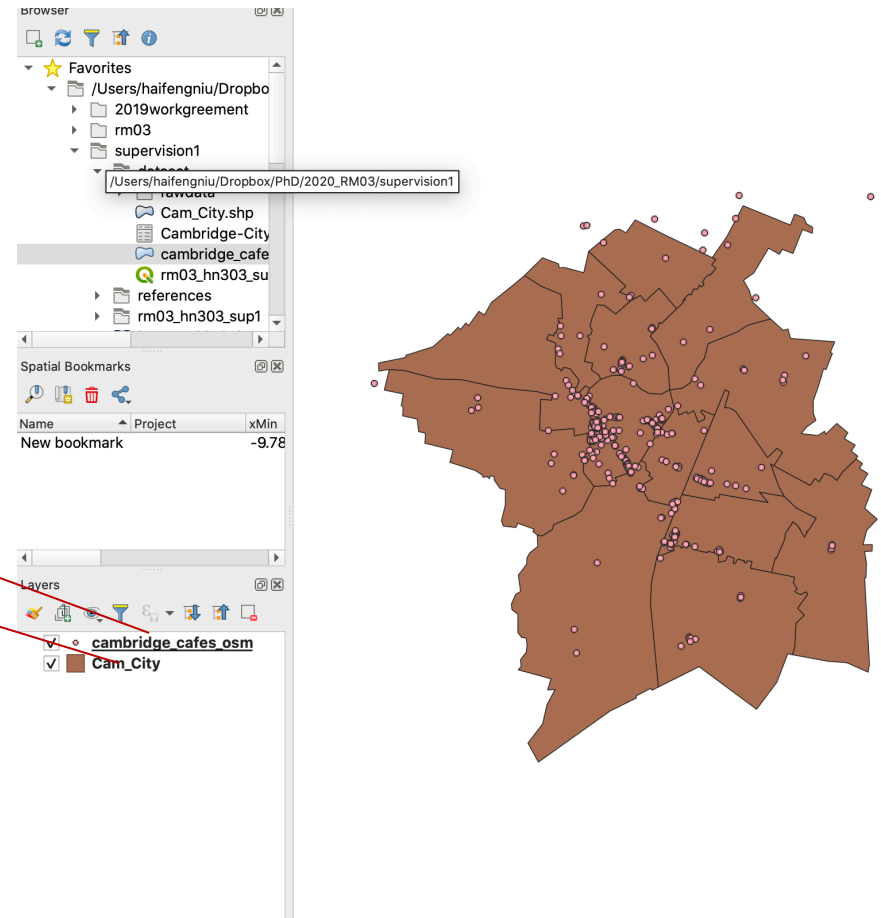 Browser
Favorites
/Users/haifengniu/Dropbo
2019workgreement
rm03
supervision1
/Users/haifengniu/Dropbox/PhD/2020_RM03/supervision1
rawdata
Cam_City.shp
Cambridge-City
cambridge_cafe
rm03_hn303_su
references
rm03_hn303_sup1
Spatial Bookmarks
Name Project xMin
New bookmark -9.78
Layers
cambridge_cafes_osm
Cam_City